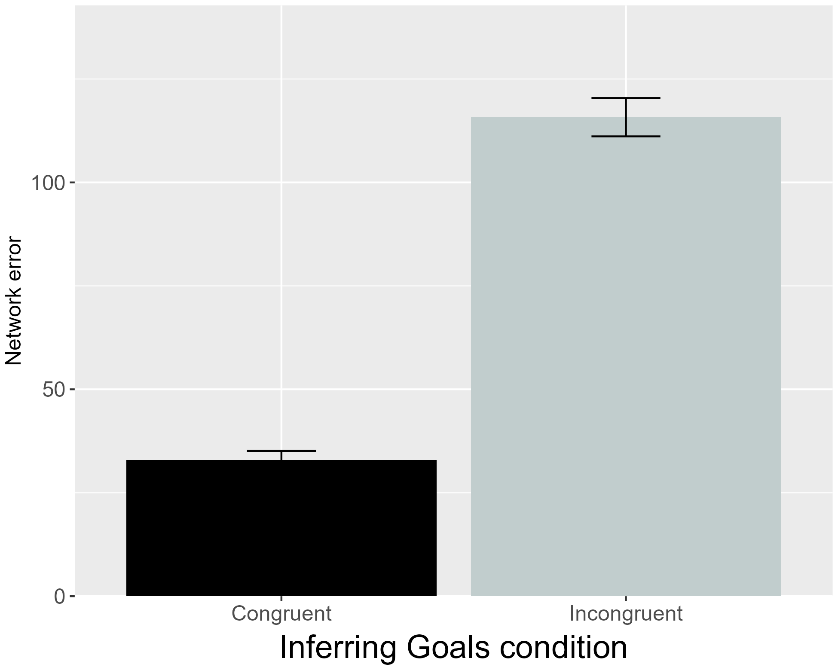 Network error
100
50
0
Congruent
Incongruent
Inferring Goals condition